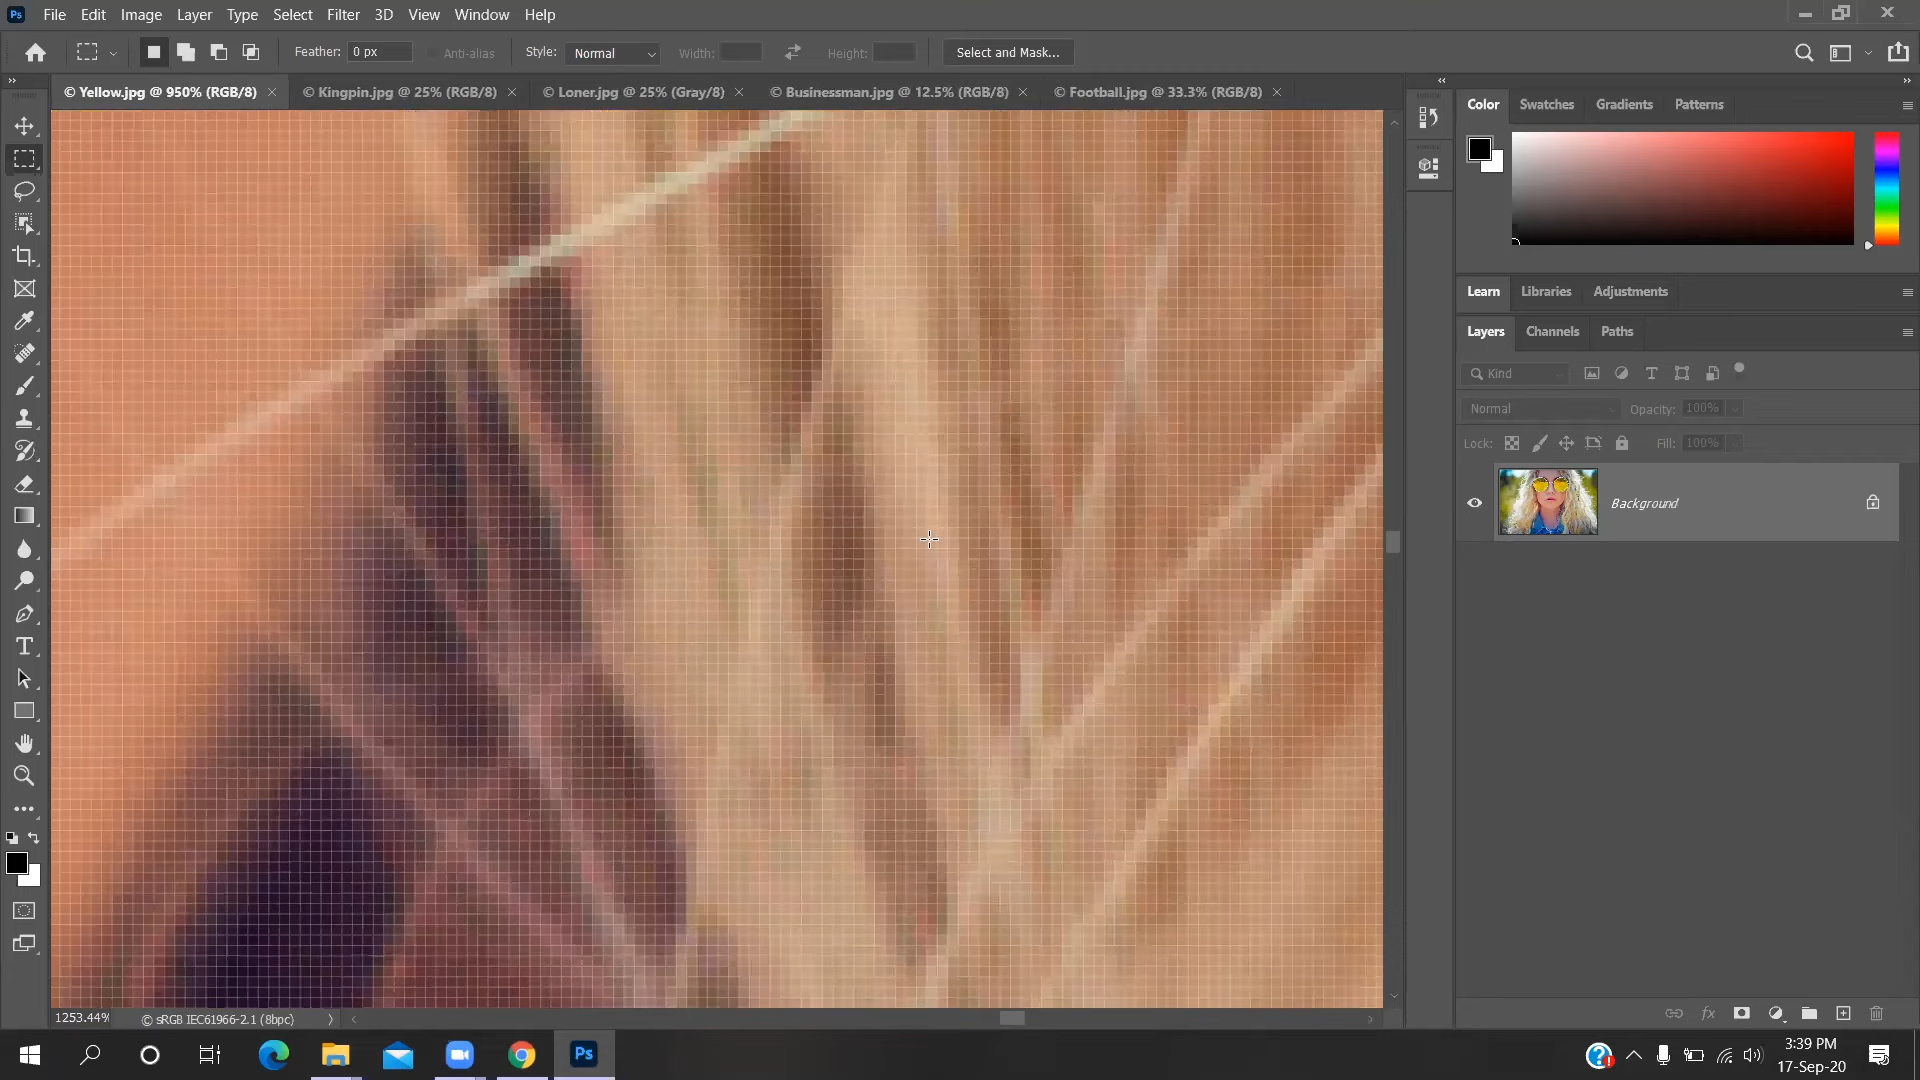 Ps File Edit Image Layer Type Select Filter 3D View Window Help
Feather: 0 px Anti-alias Style: Normal Width: Height: Select and Mask...
© Yellow.jpg @ 950% (RGB/8) © Kingpin.jpg @ 25% (RGB/8) © Loner.jpg @ 25% (Gray/8) © Businessman.jpg @ 12.5% (RGB/8) © Football.jpg @ 33.3% (RGB/8)
Color Swatches Gradients Patterns
Learn Libraries Adjustments
Layers Channels Paths
Kind
Normal Opacity: 100%
Lock: Fill: 100%
Background
1253.44% © sRGB IEC61966-2.1 (8bpc)
Ps
3:39 PM
17-Sep-20